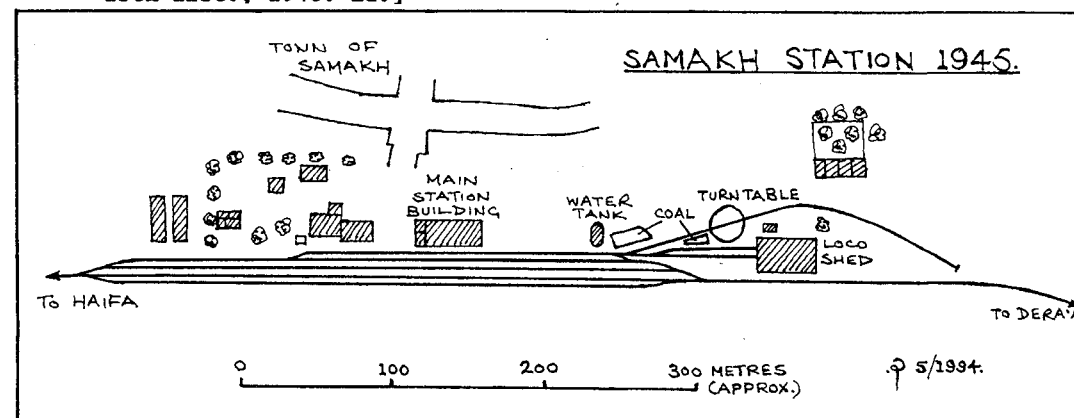 TOWN OF
SAMAKH
SAMAKH STATION 1945.
MAIN
STATION
BUILDING
WATER
TANK
COAL
TURNTABLE
LOCO
SHED
TO HAIFA
TO DERA'A
0 100 200 300 METRES
(APPROX.)
5/1994.